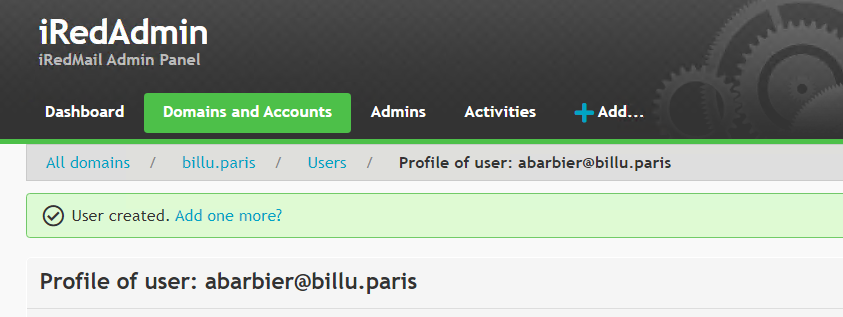 iRedAdmin
iRedMail Admin Panel
Dashboard Domains and Accounts Admins Activities Add...
All domains / billu.paris / Users / Profile of user: abarbier@billu.paris
User created. Add one more?
Profile of user: abarbier@billu.paris